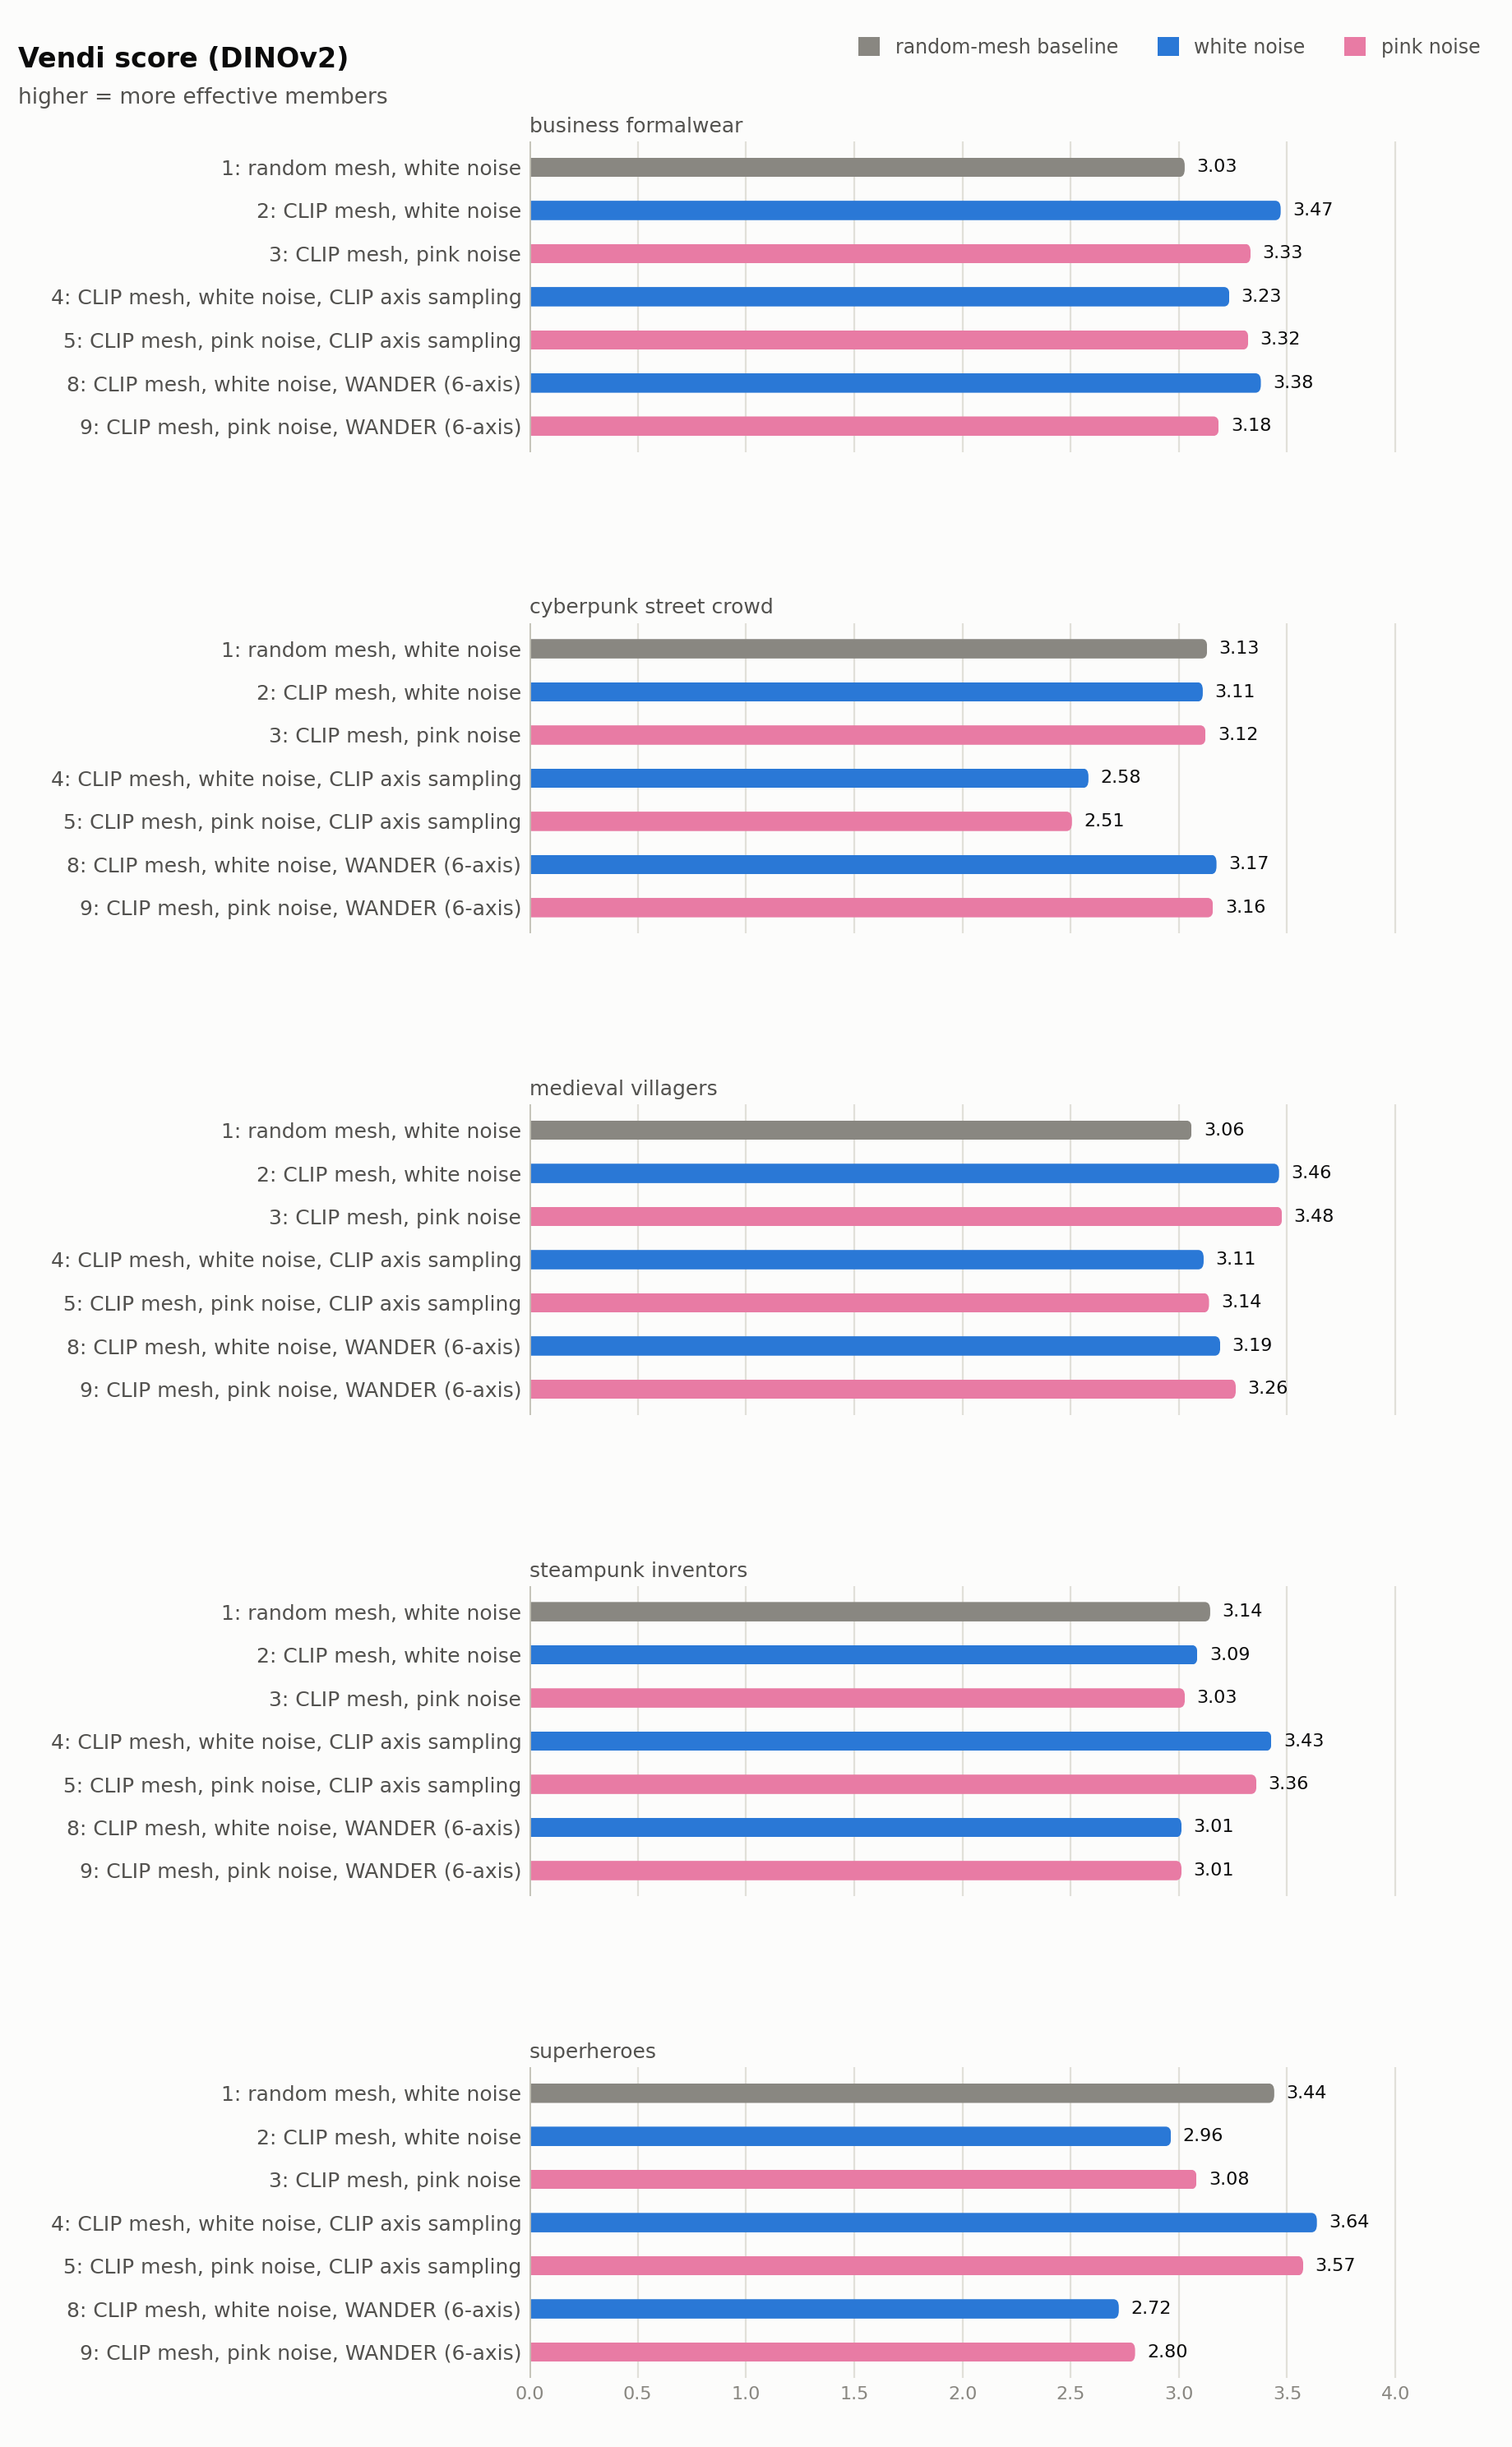 Vendi score (DINOv2)
higher = more effective members
random-mesh baseline
white noise
pink noise
business formalwear
1: random mesh, white noise 3.03
2: CLIP mesh, white noise 3.47
3: CLIP mesh, pink noise 3.33
4: CLIP mesh, white noise, CLIP axis sampling 3.23
5: CLIP mesh, pink noise, CLIP axis sampling 3.32
8: CLIP mesh, white noise, WANDER (6-axis) 3.38
9: CLIP mesh, pink noise, WANDER (6-axis) 3.18
cyberpunk street crowd
1: random mesh, white noise 3.13
2: CLIP mesh, white noise 3.11
3: CLIP mesh, pink noise 3.12
4: CLIP mesh, white noise, CLIP axis sampling 2.58
5: CLIP mesh, pink noise, CLIP axis sampling 2.51
8: CLIP mesh, white noise, WANDER (6-axis) 3.17
9: CLIP mesh, pink noise, WANDER (6-axis) 3.16
medieval villagers
1: random mesh, white noise 3.06
2: CLIP mesh, white noise 3.46
3: CLIP mesh, pink noise 3.48
4: CLIP mesh, white noise, CLIP axis sampling 3.11
5: CLIP mesh, pink noise, CLIP axis sampling 3.14
8: CLIP mesh, white noise, WANDER (6-axis) 3.19
9: CLIP mesh, pink noise, WANDER (6-axis) 3.26
steampunk inventors
1: random mesh, white noise 3.14
2: CLIP mesh, white noise 3.09
3: CLIP mesh, pink noise 3.03
4: CLIP mesh, white noise, CLIP axis sampling 3.43
5: CLIP mesh, pink noise, CLIP axis sampling 3.36
8: CLIP mesh, white noise, WANDER (6-axis) 3.01
9: CLIP mesh, pink noise, WANDER (6-axis) 3.01
superheroes
1: random mesh, white noise 3.44
2: CLIP mesh, white noise 2.96
3: CLIP mesh, pink noise 3.08
4: CLIP mesh, white noise, CLIP axis sampling 3.64
5: CLIP mesh, pink noise, CLIP axis sampling 3.57
8: CLIP mesh, white noise, WANDER (6-axis) 2.72
9: CLIP mesh, pink noise, WANDER (6-axis) 2.80
0.0 0.5 1.0 1.5 2.0 2.5 3.0 3.5 4.0